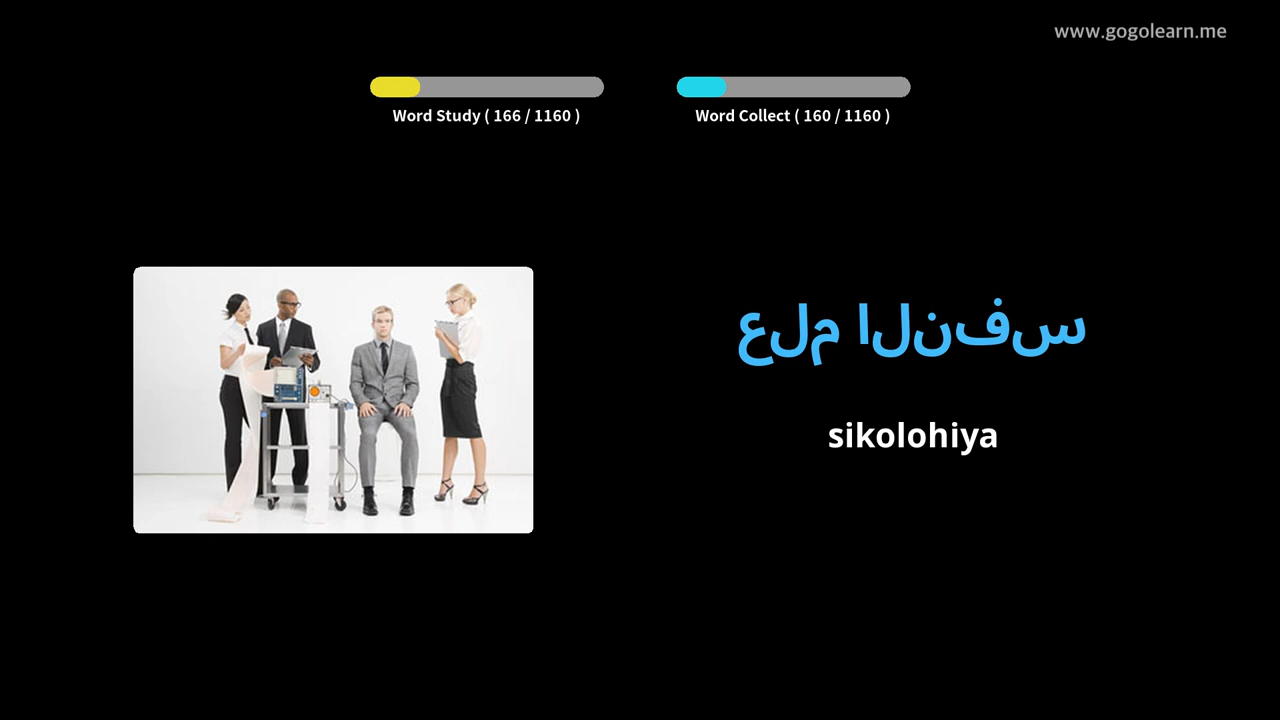 www.gogolearn.me
Word Study ( 166 / 1160 )
Word Collect ( 160 / 1160 )
علم النفس
sikolohiya